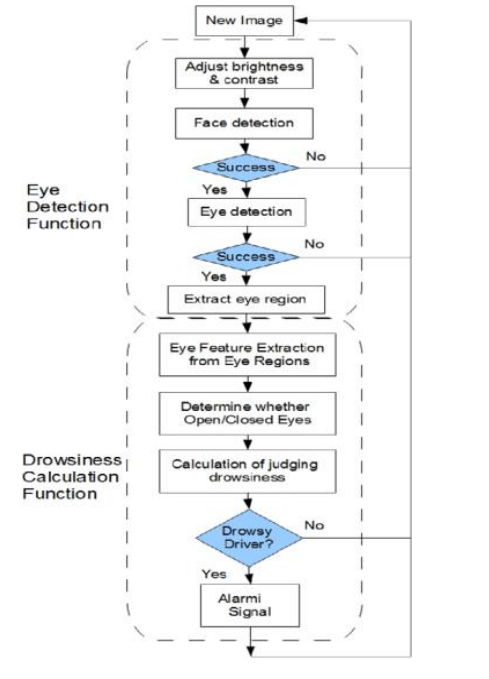 New Image
Adjust brightness
& contrast
Face detection
Success
No
Yes
Eye
Detection
Function
Eye detection
Success
No
Yes
Extract eye region
Eye Feature Extraction
from Eye Regions
Determine whether
Open/Closed Eyes
Drowsiness
Calculation
Function
Calculation of judging
drowsiness
Drowsy
Driver?
No
Yes
Alarmi
Signal